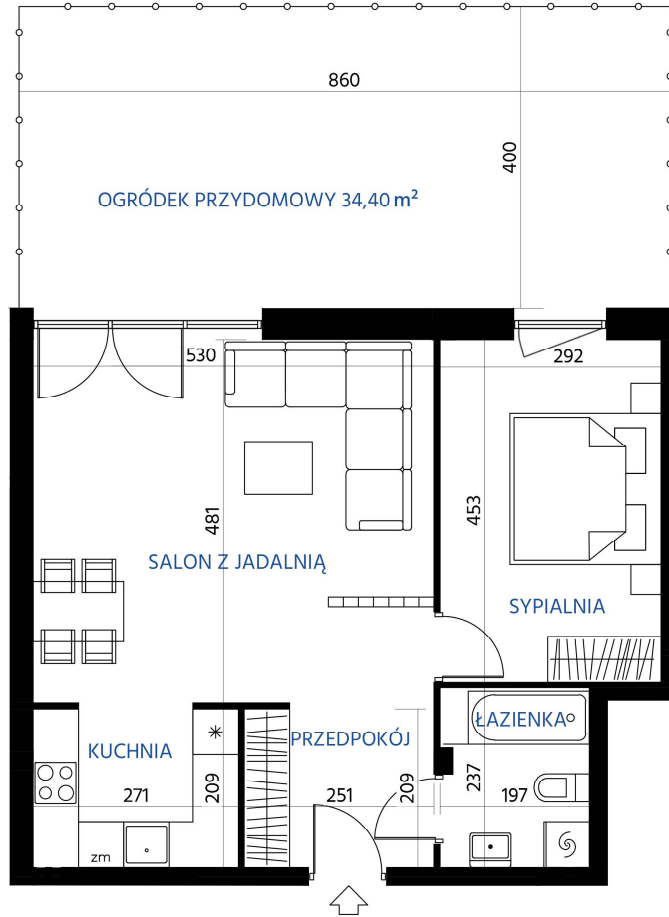 860
400
OGRÓDEK PRZYDOMOWY 34,40 m²
530
292
481
453
SALON Z JADALNIĄ
SYPIALNIA
ŁAZIENKA
KUCHNIA
PRZEDPOKÓJ
271
209
251
209
237
197
zm